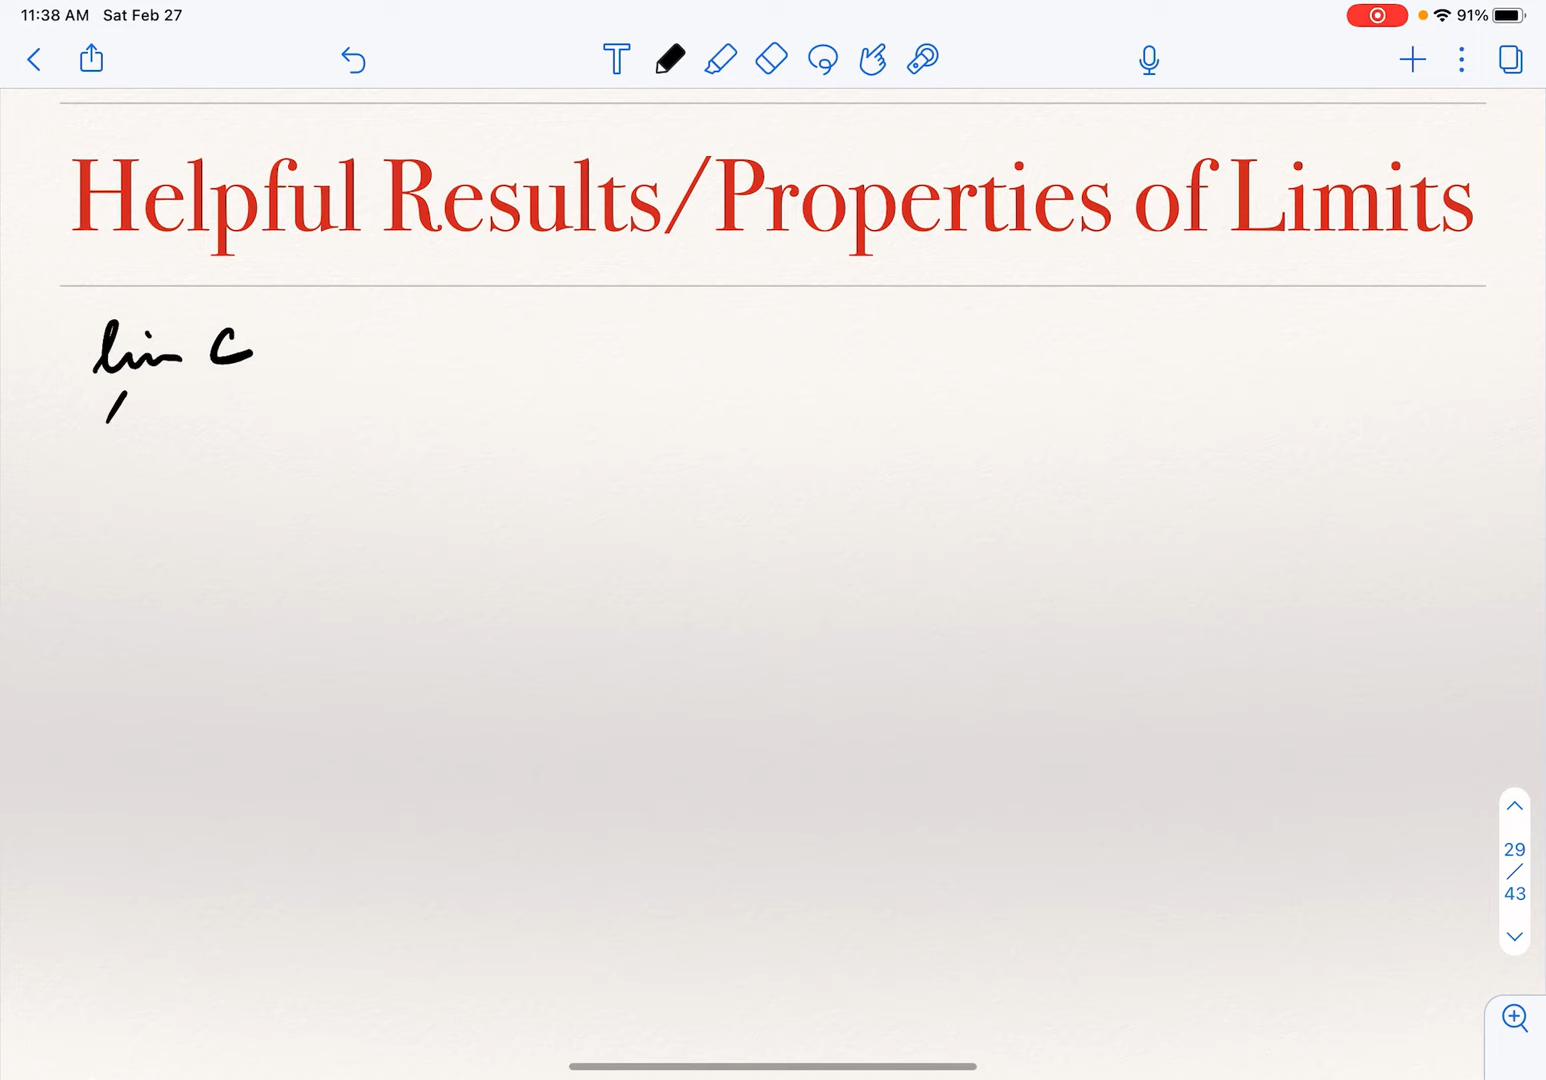 11:38 AM Sat Feb 27
91%
T
Helpful Results/Properties of Limits
lim c
29
/
43